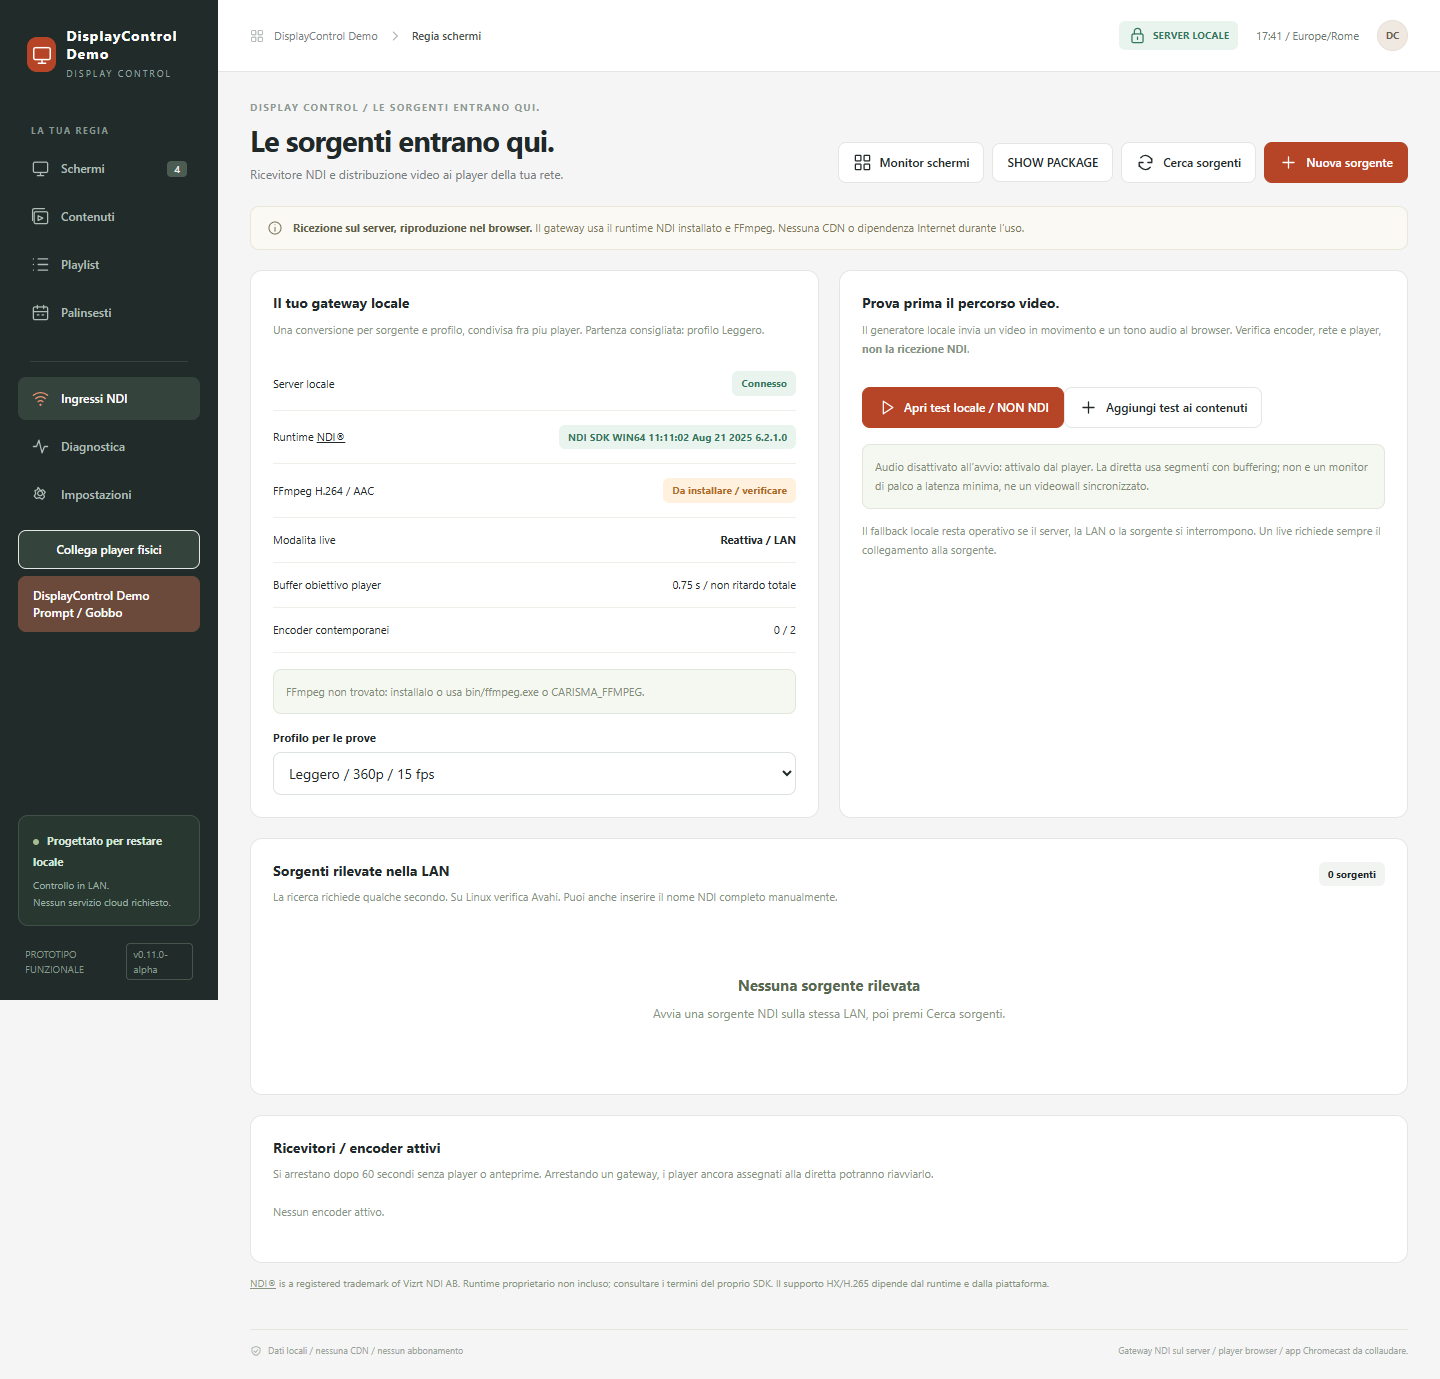 DisplayControl
Demo
DISPLAY CONTROL
LA TUA REGIA
Schermi
4
Contenuti
Playlist
Palinsesti
Ingressi NDI
Diagnostica
Impostazioni
Collega player fisici
DisplayControl Demo
Prompt / Gobbo
Progettato per restare
locale
Controllo in LAN.
Nessun servizio cloud richiesto.
PROTOTIPO
FUNZIONALE
v0.11.0-
alpha
DisplayControl Demo
Regia schermi
SERVER LOCALE
17:41 / Europe/Rome
DC
DISPLAY CONTROL / LE SORGENTI ENTRANO QUI.
Le sorgenti entrano qui.
Ricevitore NDI e distribuzione video ai player della tua rete.
Monitor schermi
SHOW PACKAGE
Cerca sorgenti
Nuova sorgente
Ricezione sul server, riproduzione nel browser. Il gateway usa il runtime NDI installato e FFmpeg. Nessuna CDN o dipendenza Internet durante l'uso.
Il tuo gateway locale
Una conversione per sorgente e profilo, condivisa fra piu player. Partenza consigliata: profilo Leggero.
Server locale
Connesso
Runtime NDI®
NDI SDK WIN64 11:11:02 Aug 21 2025 6.2.1.0
FFmpeg H.264 / AAC
Da installare / verificare
Modalita live
Reattiva / LAN
Buffer obiettivo player
0.75 s / non ritardo totale
Encoder contemporanei
0 / 2
FFmpeg non trovato: installalo o usa bin/ffmpeg.exe o CARISMA_FFMPEG.
Profilo per le prove
Leggero / 360p / 15 fps
Prova prima il percorso video.
Il generatore locale invia un video in movimento e un tono audio al browser. Verifica encoder, rete e player,
non la ricezione NDI.
Apri test locale / NON NDI
Aggiungi test ai contenuti
Audio disattivato all'avvio: attivalo dal player. La diretta usa segmenti con buffering; non e un monitor
di palco a latenza minima, ne un videowall sincronizzato.
Il fallback locale resta operativo se il server, la LAN o la sorgente si interrompono. Un live richiede sempre il
collegamento alla sorgente.
Sorgenti rilevate nella LAN
0 sorgenti
La ricerca richiede qualche secondo. Su Linux verifica Avahi. Puoi anche inserire il nome NDI completo manualmente.
Nessuna sorgente rilevata
Avvia una sorgente NDI sulla stessa LAN, poi premi Cerca sorgenti.
Ricevitori / encoder attivi
Si arrestano dopo 60 secondi senza player o anteprime. Arrestando un gateway, i player ancora assegnati alla diretta potranno riavviarlo.
Nessun encoder attivo.
NDI® is a registered trademark of Vizrt NDI AB. Runtime proprietario non incluso; consultare i termini del proprio SDK. Il supporto HX/H.265 dipende dal runtime e dalla piattaforma.
Dati locali / nessuna CDN / nessun abbonamento
Gateway NDI sul server / player browser / app Chromecast da collaudare.